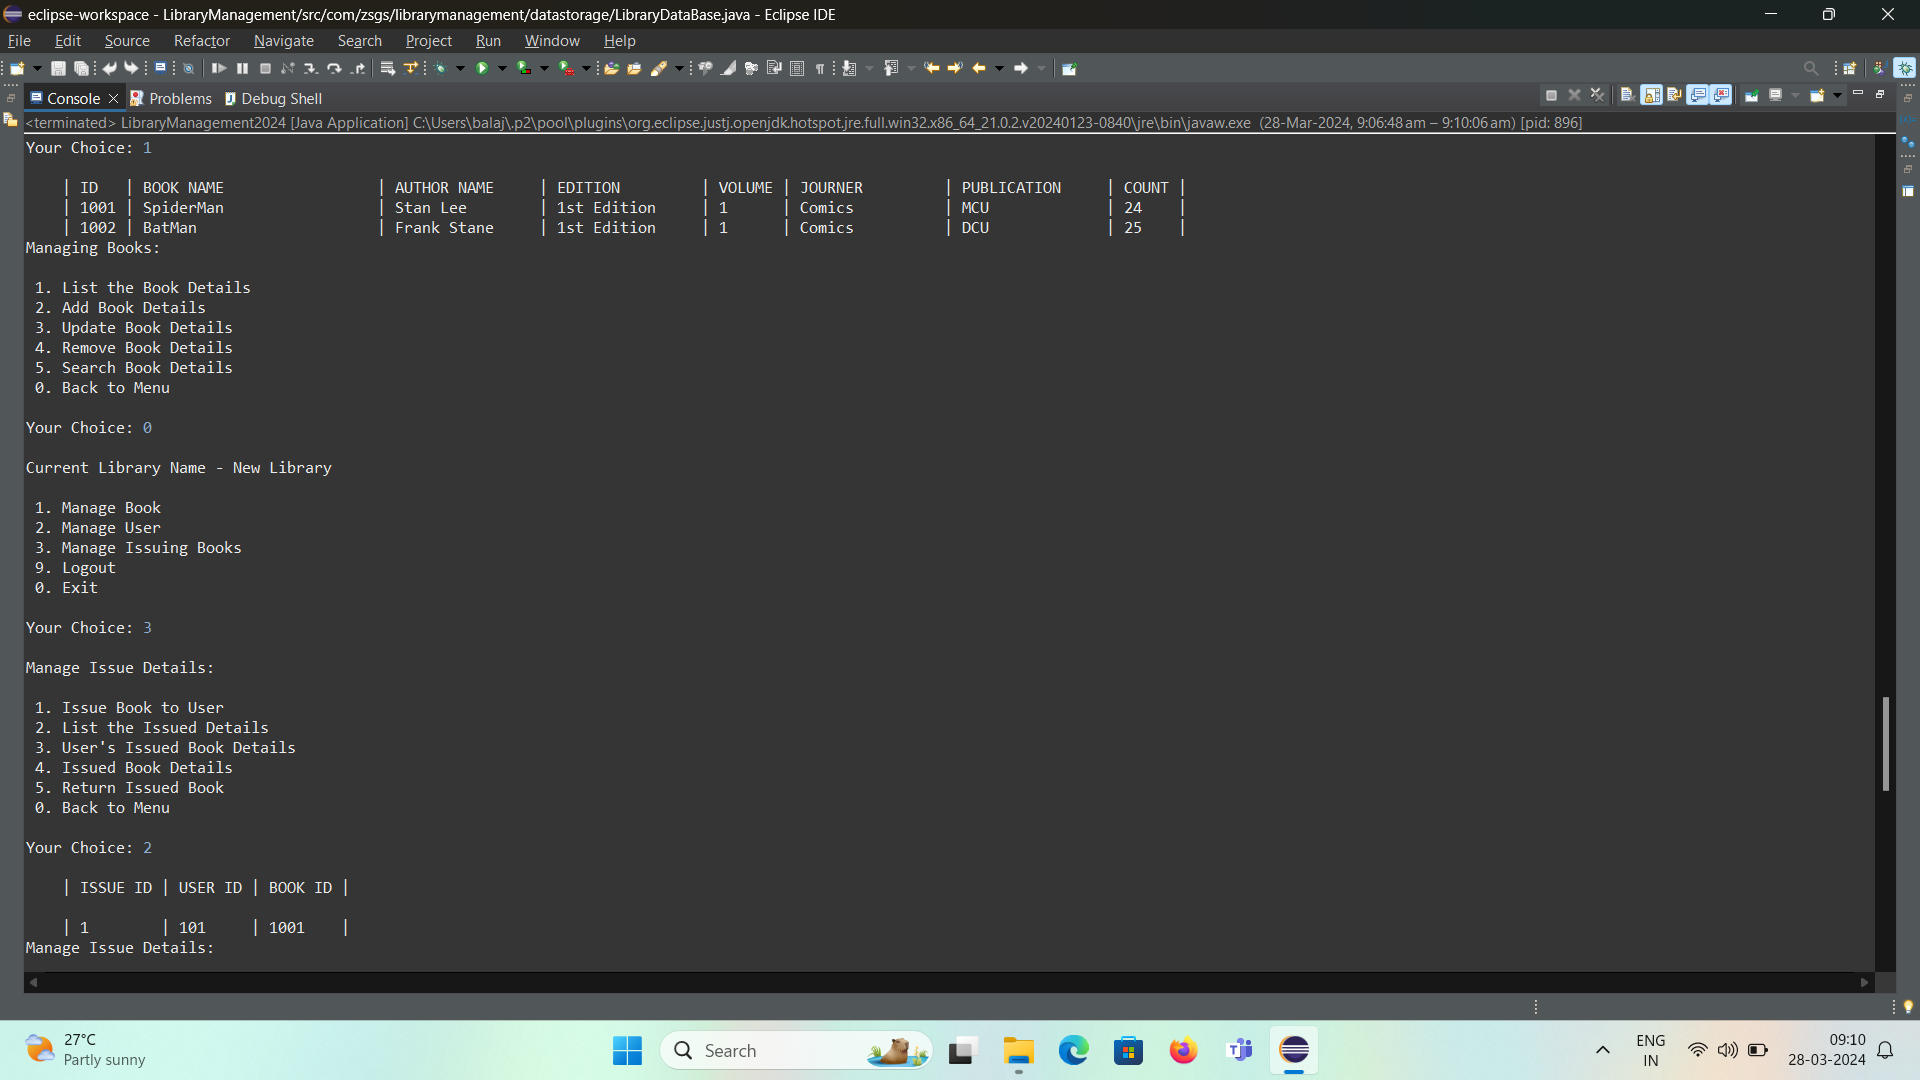 eclipse-workspace - LibraryManagement/src/com/zsgs/librarymanagement/datastorage/LibraryDataBase.java - Eclipse IDE
File Edit Source Refactor Navigate Search Project Run Window Help
Console Problems Debug Shell
<terminated> LibraryManagement2024 [Java Application] C:\Users\balaj\.p2\pool\plugins\org.eclipse.justj.openjdk.hotspot.jre.full.win32.x86_64_21.0.2.v20240123-0840\jre\bin\javaw.exe (28-Mar-2024, 9:06:48 am – 9:10:06 am) [pid: 896]
Your Choice: 1
| ID | BOOK NAME | AUTHOR NAME | EDITION | VOLUME | JOURNER | PUBLICATION | COUNT |
| 1001 | SpiderMan | Stan Lee | 1st Edition | 1 | Comics | MCU | 24 |
| 1002 | BatMan | Frank Stane | 1st Edition | 1 | Comics | DCU | 25 |
Managing Books:
1. List the Book Details
2. Add Book Details
3. Update Book Details
4. Remove Book Details
5. Search Book Details
0. Back to Menu
Your Choice: 0
Current Library Name - New Library
1. Manage Book
2. Manage User
3. Manage Issuing Books
9. Logout
0. Exit
Your Choice: 3
Manage Issue Details:
1. Issue Book to User
2. List the Issued Details
3. User's Issued Book Details
4. Issued Book Details
5. Return Issued Book
0. Back to Menu
Your Choice: 2
| ISSUE ID | USER ID | BOOK ID |
| 1 | 101 | 1001 |
Manage Issue Details:
27°C
Partly sunny
Search
ENG
IN
09:10
28-03-2024